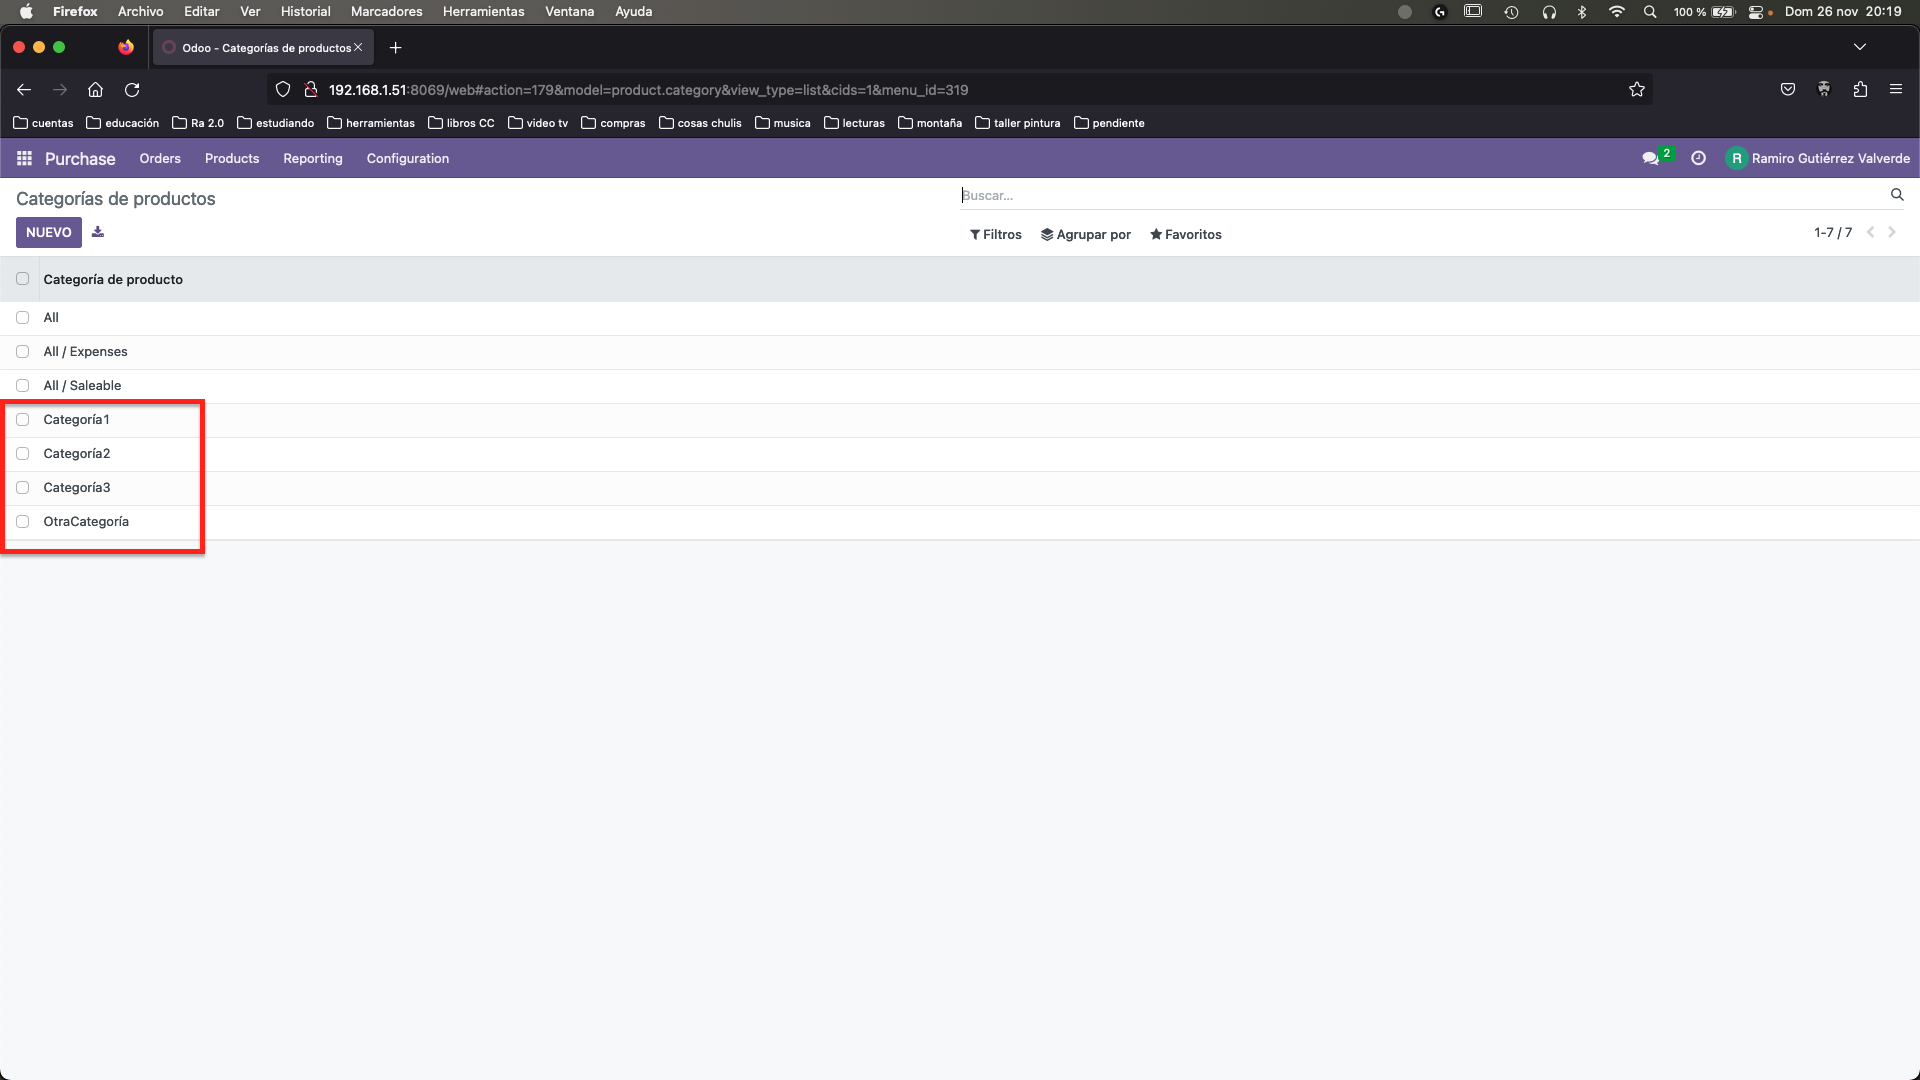 Firefox Archivo Editar Ver Historial Marcadores Herramientas Ventana Ayuda 100 % Dom 26 nov 20:19
Odoo - Categorías de productos
192.168.1.51:8069/web#action=179&model=product.category&view_type=list&cids=1&menu_id=319
cuentas educación Ra 2.0 estudiando herramientas libros CC video tv compras cosas chulis musica lecturas montaña taller pintura pendiente
Purchase Orders Products Reporting Configuration 2 R Ramiro Gutiérrez Valverde
Categorías de productos Buscar...
NUEVO Filtros Agrupar por Favoritos 1-7 / 7
Categoría de producto
All
All / Expenses
All / Saleable
Categoría1
Categoría2
Categoría3
OtraCategoría